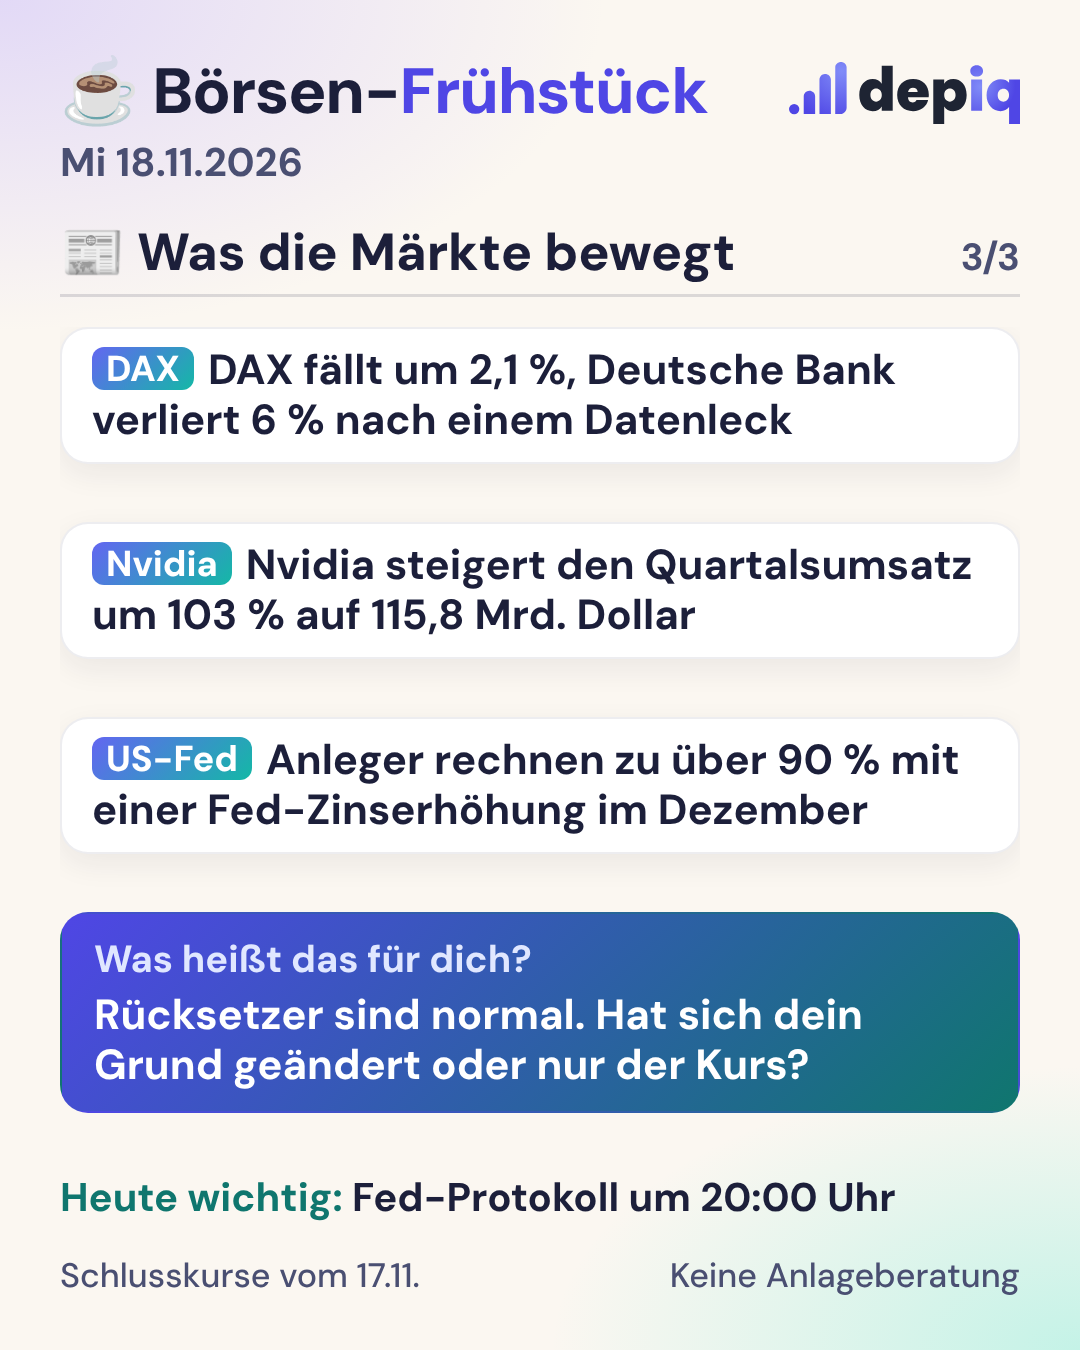 Börsen-Frühstück
depiq
Mi 18.11.2026
Was die Märkte bewegt
3/3
DAX DAX fällt um 2,1 %, Deutsche Bank
verliert 6 % nach einem Datenleck
Nvidia Nvidia steigert den Quartalsumsatz
um 103 % auf 115,8 Mrd. Dollar
US-Fed Anleger rechnen zu über 90 % mit
einer Fed-Zinserhöhung im Dezember
Was heißt das für dich?
Rücksetzer sind normal. Hat sich dein
Grund geändert oder nur der Kurs?
Heute wichtig: Fed-Protokoll um 20:00 Uhr
Schlusskurse vom 17.11.
Keine Anlageberatung